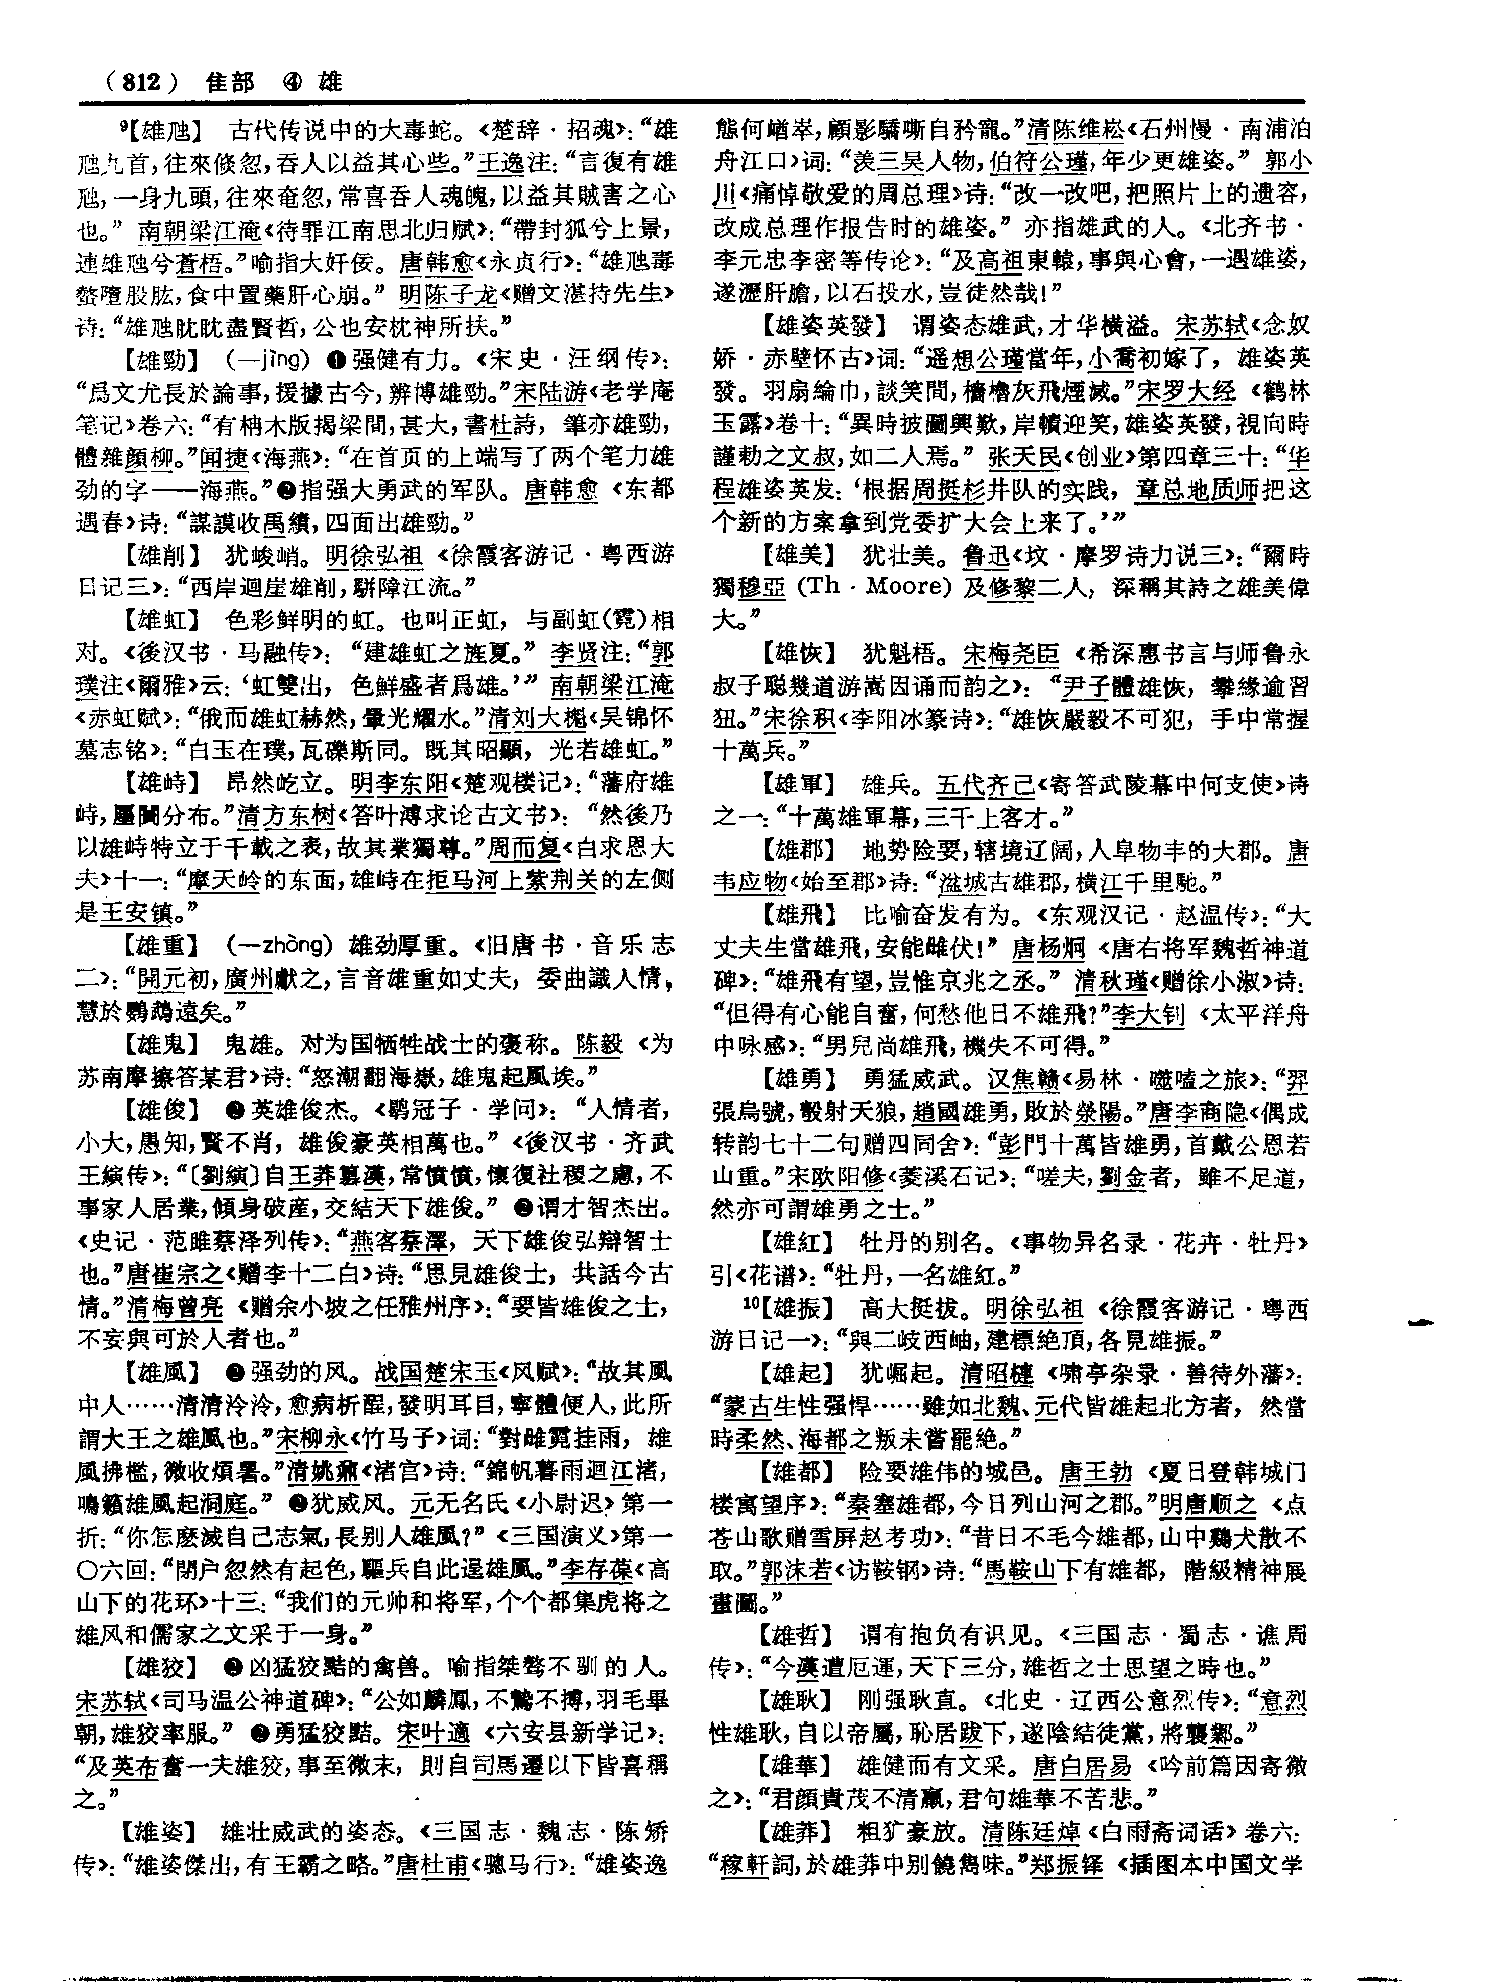 （812） 隹部 ④ 雄
⁹【雄虺】 古代传说中的大毒蛇。《楚辞·招魂》：“雄
虺九首，往來倏忽，吞人以益其心些。”王逸注：“言復有雄
虺，一身九頭，往來奄忽，常喜吞人魂魄，以益其賊害之心
也。” 南朝梁江淹《待罪江南思北归赋》：“帶封狐兮上景，
連雄虺兮蒼梧。”喻指大奸佞。唐韩愈《永贞行》：“雄虺毒
螫墮股肱，食中置藥肝心崩。” 明陈子龙《赠文湛持先生》
诗：“雄虺眈眈盡賢哲，公也安枕神所扶。”
【雄勁】 （—jìng）❶强健有力。《宋史·汪纲传》：
“爲文尤長於論事，援據古今，辨博雄勁。”宋陆游《老学庵
笔记》卷六：“有柟木版揭梁間，甚大，書杜詩，筆亦雄勁，
體雜顔柳。”闻捷《海燕》：“在首页的上端写了两个笔力雄
劲的字——海燕。”❷指强大勇武的军队。唐韩愈《东都
遇春》诗：“謀謨收禹績，四面出雄勁。”
【雄削】 犹峻峭。明徐弘祖《徐霞客游记·粤西游
日记三》：“西岸迴崖雄削，駢障江流。”
【雄虹】 色彩鲜明的虹。也叫正虹，与副虹（霓）相
对。《後汉书·马融传》：“建雄虹之旌夏。”李贤注：“郭
璞注《爾雅》云：‘虹雙出，色鮮盛者爲雄。’”南朝梁江淹
《赤虹赋》：“俄而雄虹赫然，暈光耀水。”清刘大櫆《吴锦怀
墓志铭》：“白玉在璞，瓦礫斯同。既其昭顯，光若雄虹。”
【雄峙】 昂然屹立。明李东阳《楚观楼记》：“藩府雄
峙，廛閈分布。”清方东树《答叶溥求论古文书》：“然後乃
以雄峙特立于千載之表，故其業獨尊。”周而复《白求恩大
夫》十一：“摩天岭的东面，雄峙在拒马河上紫荆关的左侧
是王安镇。”
【雄重】 （—zhòng）雄劲厚重。《旧唐书·音乐志
二》：“開元初，廣州獻之，言音雄重如丈夫，委曲識人情，
慧於鸚鵡遠矣。”
【雄鬼】 鬼雄。对为国牺牲战士的褒称。陈毅《为
苏南摩擦答某君》诗：“怒潮翻海嶽，雄鬼起風诶。”
【雄俊】 ❶英雄俊杰。《鹖冠子·学问》：“人情者，
小大，愚知，賢不肖，雄俊豪英相萬也。”《後汉书·齐武
王縯传》：“〔劉縯〕自王莽篡漢，常憤憤，懷復社稷之慮，不
事家人居業，傾身破産，交結天下雄俊。” ❷谓才智杰出。
《史记·范雎蔡泽列传》：“燕客蔡澤，天下雄俊弘辯智士
也。”唐崔宗之《赠李十二白》诗：“思見雄俊士，共話今古
情。”清梅曾亮《赠余小坡之任雅州序》：“要皆雄俊之士，
不妄與可於人者也。”
【雄風】 ❶强劲的风。战国楚宋玉《风赋》：“故其風
中人……清清泠泠，愈病析酲，發明耳目，寧體便人，此所
謂大王之雄風也。”宋柳永《竹马子》词：“對雌霓挂雨，雄
風拂檻，微收煩暑。”清姚鼐《渚宫》诗：“錦帆暮雨迴江渚，
鳴籟雄風起洞庭。” ❷犹威风。元无名氏《小尉迟》第一
折：“你怎麽滅自己志氣，長别人雄風？”《三国演义》第一
〇六回：“閉户忽然有起色，驅兵自此逞雄風。”李存葆《高
山下的花环》十三：“我们的元帅和将军，个个都集虎将之
雄风和儒家之文采于一身。”
【雄狡】 ❶凶猛狡黠的禽兽。喻指桀骜不驯的人。
宋苏轼《司马温公神道碑》：“公如麟鳳，不鷙不搏，羽毛畢
朝，雄狡率服。” ❷勇猛狡黠。宋叶適《六安县新学记》：
“及英布奮一夫雄狡，事至微末，則自司馬遷以下皆喜稱
之。”
【雄姿】 雄壮威武的姿态。《三国志·魏志·陈矫
传》：“雄姿傑出，有王霸之略。”唐杜甫《骢马行》：“雄姿逸
態何崷崒，顧影驕嘶自矜寵。”清陈维崧《石州慢·南浦泊
舟江口》词：“羡三吴人物，伯符公瑾，年少更雄姿。” 郭小
川《痛悼敬爱的周总理》诗：“改一改吧，把照片上的遗容，
改成总理作报告时的雄姿。”亦指雄武的人。《北齐书·
李元忠李密等传论》：“及高祖東轅，事與心會，一遇雄姿，
遂瀝肝膽，以石投水，豈徒然哉！”
【雄姿英發】 谓姿态雄武，才华横溢。宋苏轼《念奴
娇·赤壁怀古》词：“遥想公瑾當年，小喬初嫁了，雄姿英
發。羽扇綸巾，談笑間，檣櫓灰飛煙滅。”宋罗大经《鹤林
玉露》卷十：“異時披圖興歎，岸幘迎笑，雄姿英發，視向時
謹勅之文叔，如二人焉。” 张天民《创业》第四章三十：“华
程雄姿英发：‘根据周挺杉井队的实践，章总地质师把这
个新的方案拿到党委扩大会上来了。’”
【雄美】 犹壮美。鲁迅《坟·摩罗诗力说三》：“爾時
獨穆亞（Th·Moore）及修黎二人，深稱其詩之雄美偉
大。”
【雄恢】 犹魁梧。宋梅尧臣《希深惠书言与师鲁永
叔子聪幾道游嵩因诵而韵之》：“尹子體雄恢，攀緣逾習
狃。”宋徐积《李阳冰篆诗》：“雄恢嚴毅不可犯，手中常握
十萬兵。”
【雄軍】 雄兵。五代齐己《寄答武陵幕中何支使》诗
之一：“十萬雄軍幕，三千上客才。”
【雄郡】 地势险要，辖境辽阔，人阜物丰的大郡。唐
韦应物《始至郡》诗：“湓城古雄郡，横江千里馳。”
【雄飛】 比喻奋发有为。《东观汉记·赵温传》：“大
丈夫生當雄飛，安能雌伏！”唐杨炯《唐右将军魏哲神道
碑》：“雄飛有望，豈惟京兆之丞。” 清秋瑾《赠徐小淑》诗：
“但得有心能自奮，何愁他日不雄飛？”李大钊《太平洋舟
中咏感》：“男兒尚雄飛，機失不可得。”
【雄勇】 勇猛威武。汉焦赣《易林·噬嗑之旅》：“羿
張烏號，彀射天狼，趙國雄勇，敗於滎陽。”唐李商隐《偶成
转韵七十二句赠四同舍》：“彭門十萬皆雄勇，首戴公恩若
山重。”宋欧阳修《菱溪石记》：“嗟夫，劉金者，雖不足道，
然亦可謂雄勇之士。”
【雄紅】 牡丹的别名。《事物异名录·花卉·牡丹》
引《花谱》：“牡丹，一名雄紅。”
¹⁰【雄振】 高大挺拔。明徐弘祖《徐霞客游记·粤西
游日记一》：“與二岐西岫，建標絶頂，各見雄振。”
【雄起】 犹崛起。清昭槤《啸亭杂录·善待外藩》：
“蒙古生性强悍……雖如北魏、元代皆雄起北方者，然當
時柔然、海都之叛未嘗罷絶。”
【雄都】 险要雄伟的城邑。唐王勃《夏日登韩城门
楼寓望序》：“秦塞雄都，今日列山河之郡。”明唐顺之《点
苍山歌赠雪屏赵考功》：“昔日不毛今雄都，山中鷄犬散不
取。”郭沫若《访鞍钢》诗：“馬鞍山下有雄都，階級精神展
畫圖。”
【雄哲】 谓有抱负有识见。《三国志·蜀志·谯周
传》：“今漢遭厄運，天下三分，雄哲之士思望之時也。”
【雄耿】 刚强耿直。《北史·辽西公意烈传》：“意烈
性雄耿，自以帝屬，恥居跋下，遂陰結徒黨，將襲鄴。”
【雄華】 雄健而有文采。唐白居易《吟前篇因寄微
之》：“君顔貴茂不清羸，君句雄華不苦悲。”
【雄莽】 粗犷豪放。清陈廷焯《白雨斋词话》卷六：
“稼軒詞，於雄莽中别饒雋味。”郑振铎《插图本中国文学